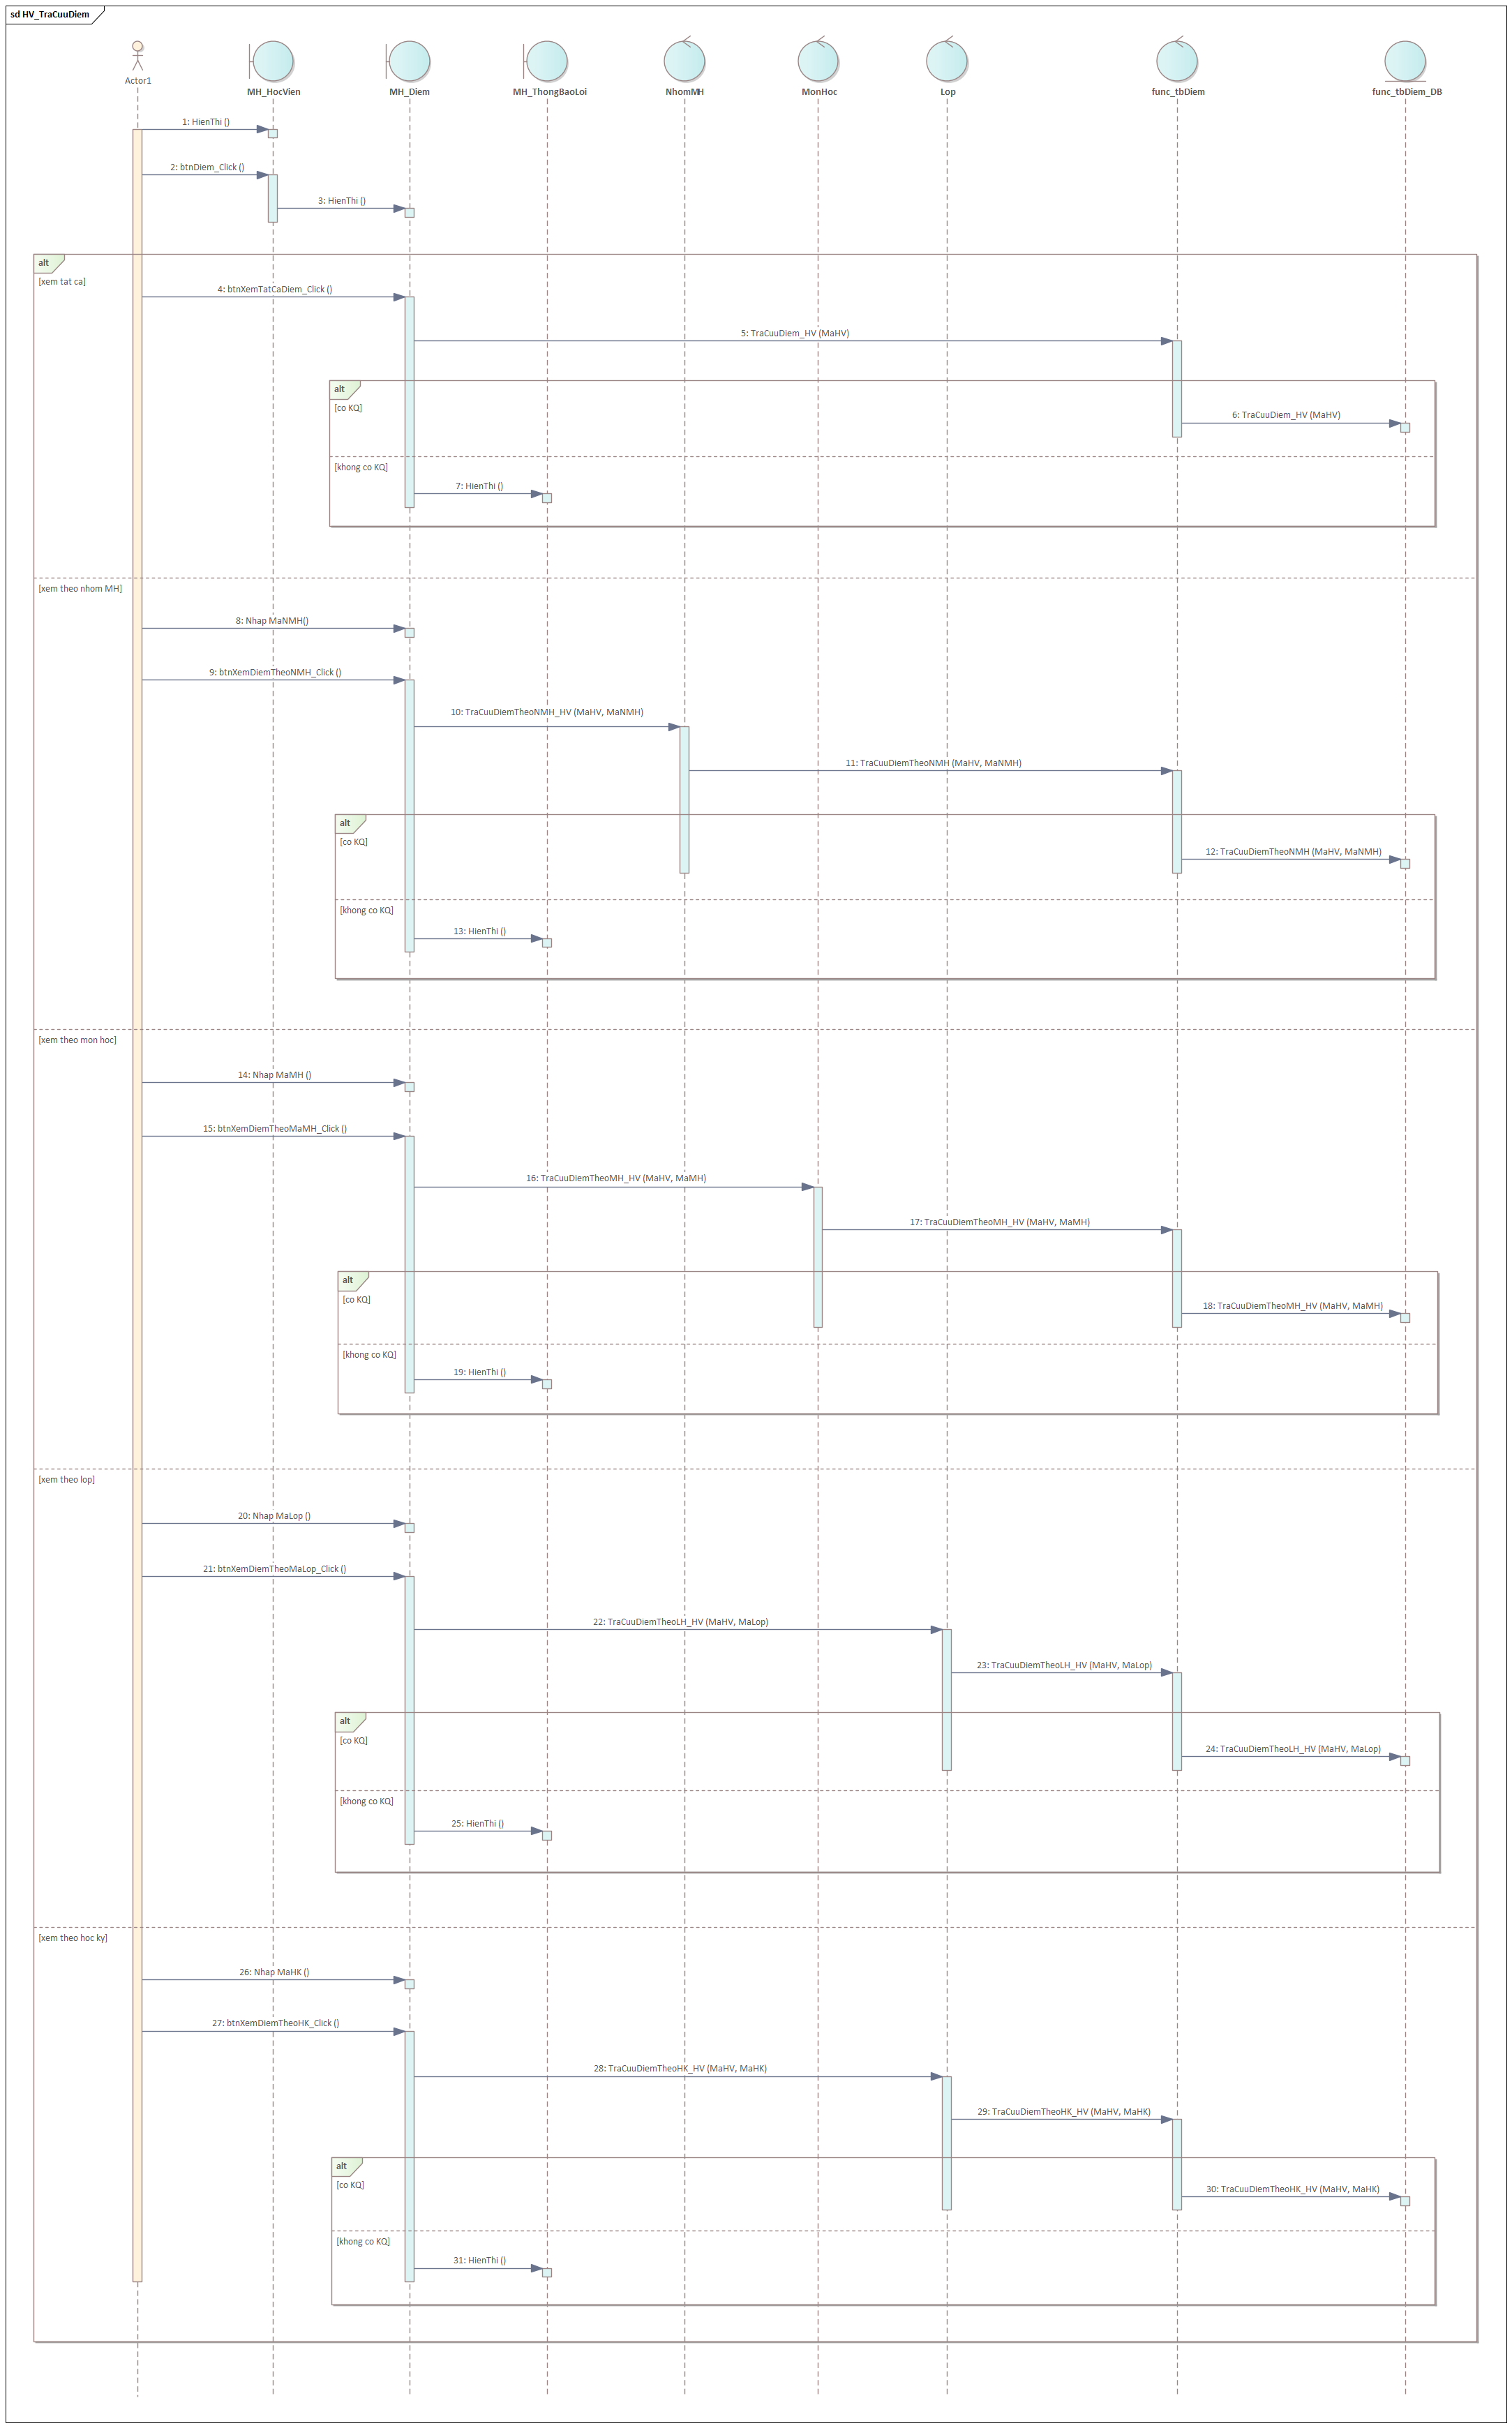 sd HV_TraCuuDiem
Actor1
MH_HocVien
MH_Diem
MH_ThongBaoLoi
NhomMH
MonHoc
Lop
func_tbDiem
func_tbDiem_DB
1: HienThi ()
2: btnDiem_Click ()
3: HienThi ()
alt
[xem tat ca]
4: btnXemTatCaDiem_Click ()
5: TraCuuDiem_HV (MaHV)
alt
[co KQ]
6: TraCuuDiem_HV (MaHV)
[khong co KQ]
7: HienThi ()
[xem theo nhom MH]
8: Nhap MaNMH()
9: btnXemDiemTheoNMH_Click ()
10: TraCuuDiemTheoNMH_HV (MaHV, MaNMH)
11: TraCuuDiemTheoNMH (MaHV, MaNMH)
alt
[co KQ]
12: TraCuuDiemTheoNMH (MaHV, MaNMH)
[khong co KQ]
13: HienThi ()
[xem theo mon hoc]
14: Nhap MaMH ()
15: btnXemDiemTheoMaMH_Click ()
16: TraCuuDiemTheoMH_HV (MaHV, MaMH)
17: TraCuuDiemTheoMH_HV (MaHV, MaMH)
alt
[co KQ]
18: TraCuuDiemTheoMH_HV (MaHV, MaMH)
[khong co KQ]
19: HienThi ()
[xem theo lop]
20: Nhap MaLop ()
21: btnXemDiemTheoMaLop_Click ()
22: TraCuuDiemTheoLH_HV (MaHV, MaLop)
23: TraCuuDiemTheoLH_HV (MaHV, MaLop)
alt
[co KQ]
24: TraCuuDiemTheoLH_HV (MaHV, MaLop)
[khong co KQ]
25: HienThi ()
[xem theo hoc ky]
26: Nhap MaHK ()
27: btnXemDiemTheoHK_Click ()
28: TraCuuDiemTheoHK_HV (MaHV, MaHK)
29: TraCuuDiemTheoHK_HV (MaHV, MaHK)
alt
[co KQ]
30: TraCuuDiemTheoHK_HV (MaHV, MaHK)
[khong co KQ]
31: HienThi ()